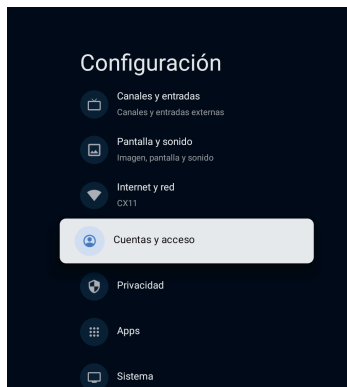 Configuración
Canales y entradas
Canales y entradas externas
Pantalla y sonido
Imagen, pantalla y sonido
Internet y red
CX11
Cuentas y acceso
Privacidad
Apps
Sistema